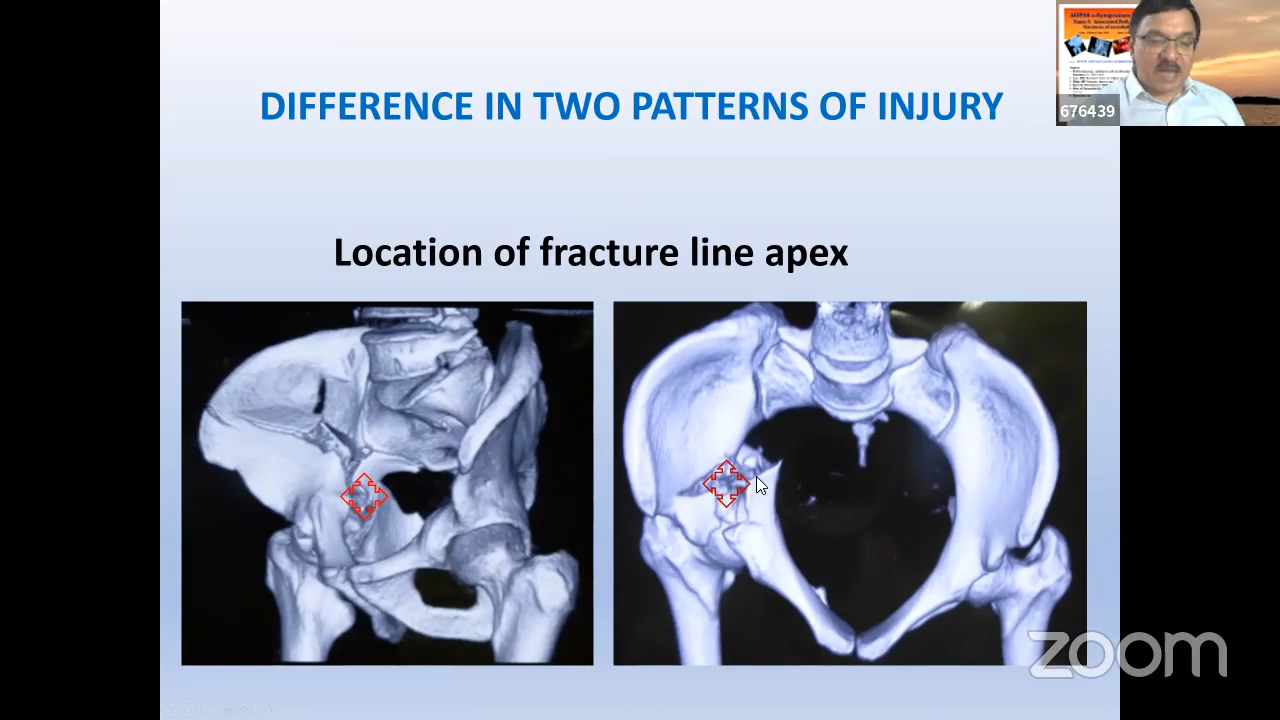 DIFFERENCE IN TWO PATTERNS OF INJURY
676439
Location of fracture line apex
zoom